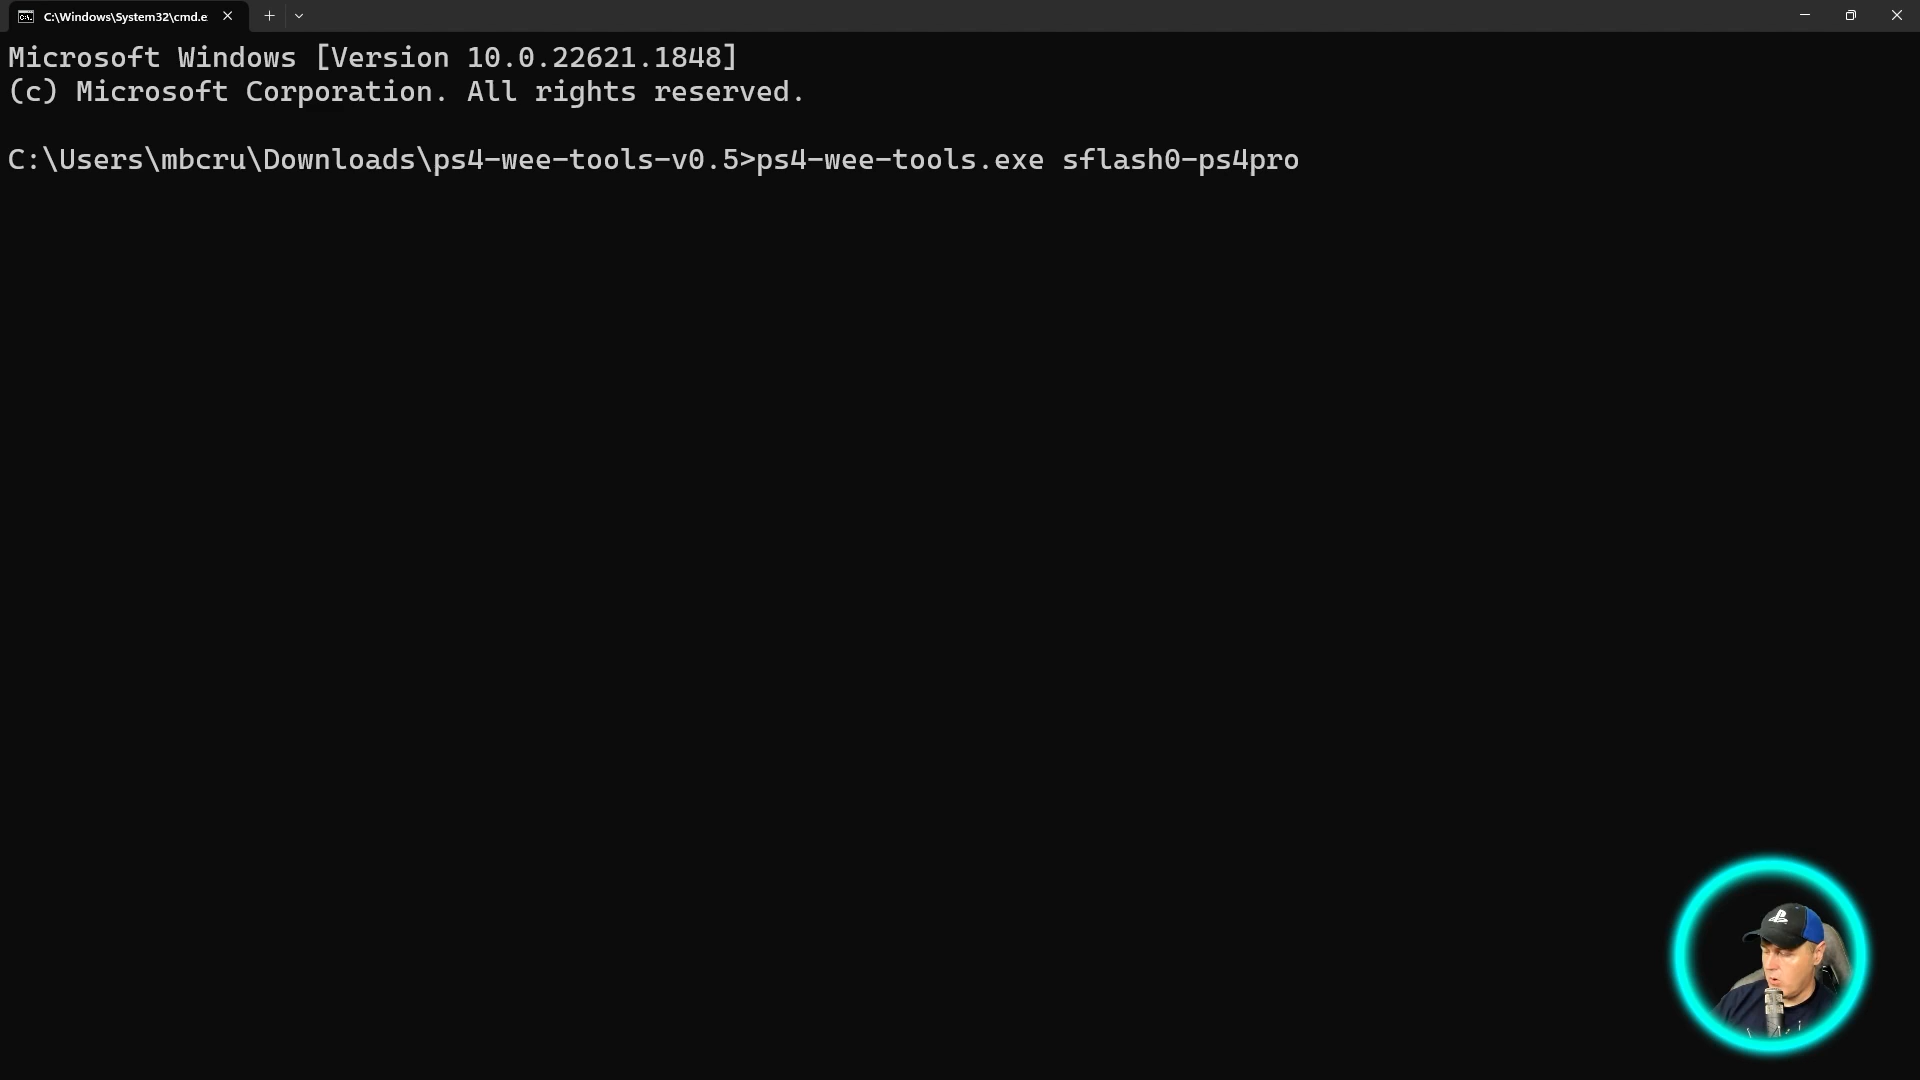 C:\Windows\System32\cmd.e
Microsoft Windows [Version 10.0.22621.1848]
(c) Microsoft Corporation. All rights reserved.
C:\Users\mbcru\Downloads\ps4-wee-tools-v0.5>ps4-wee-tools.exe sflash0-ps4pro